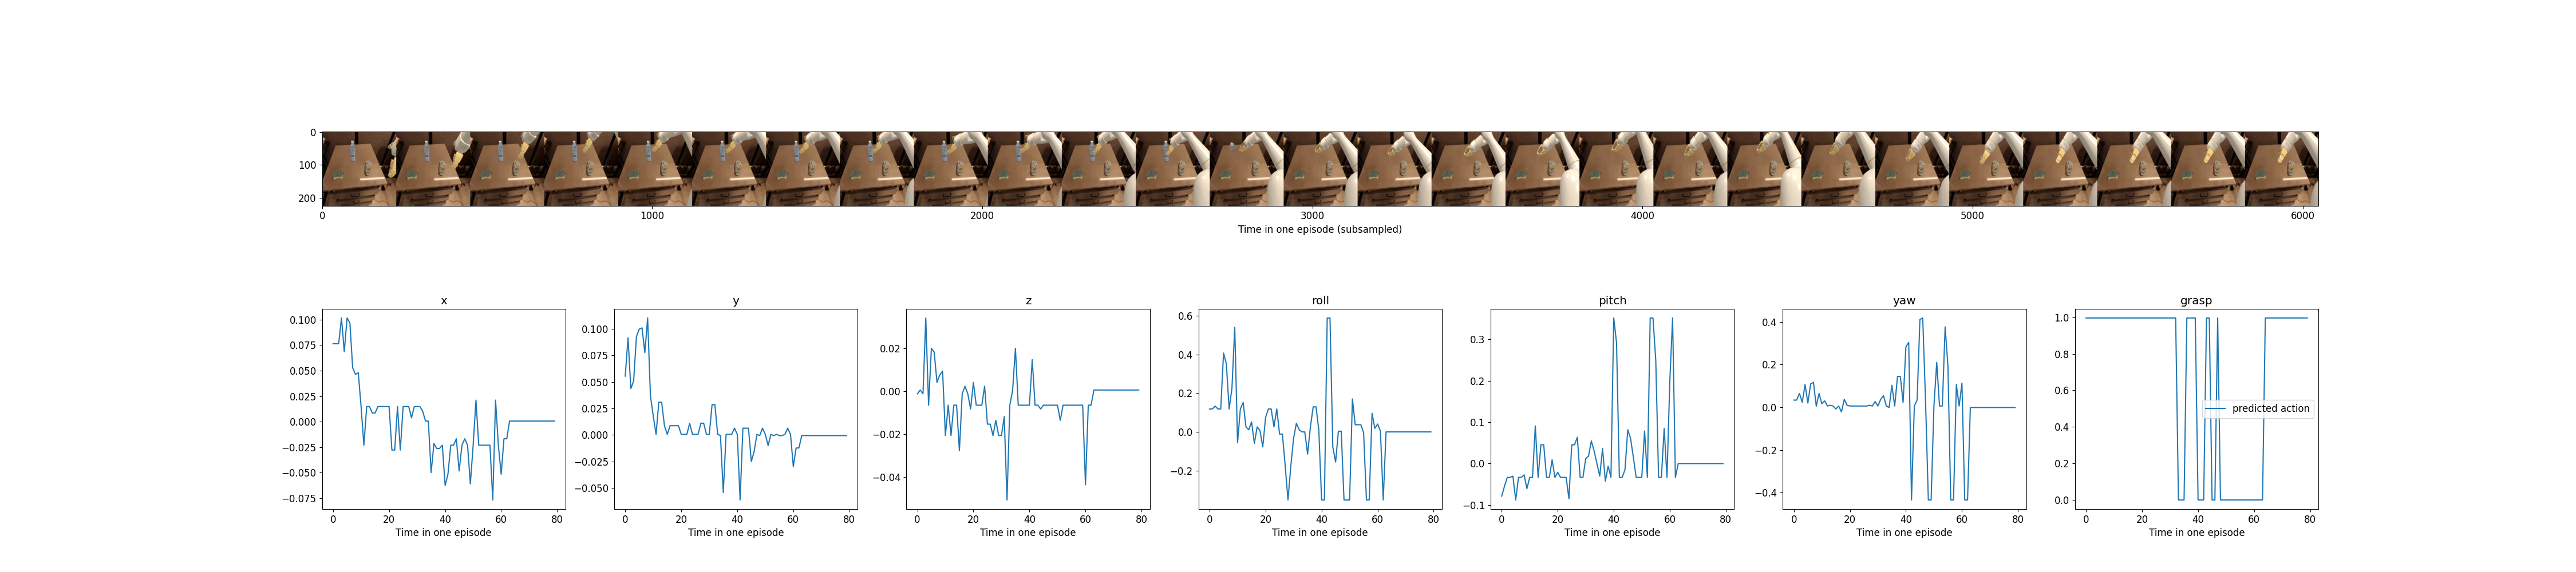 0
100
200
0 1000 2000 3000 4000 5000 6000
Time in one episode (subsampled)
x
0.100
0.075
0.050
0.025
0.000
−0.025
−0.050
−0.075
0 20 40 60 80
Time in one episode
y
0.100
0.075
0.050
0.025
0.000
−0.025
−0.050
0 20 40 60 80
Time in one episode
z
0.02
0.00
−0.02
−0.04
0 20 40 60 80
Time in one episode
roll
0.6
0.4
0.2
0.0
−0.2
0 20 40 60 80
Time in one episode
pitch
0.3
0.2
0.1
0.0
−0.1
0 20 40 60 80
Time in one episode
yaw
0.4
0.2
0.0
−0.2
−0.4
0 20 40 60 80
Time in one episode
grasp
1.0
0.8
0.6
0.4
0.2
0.0
predicted action
0 20 40 60 80
Time in one episode